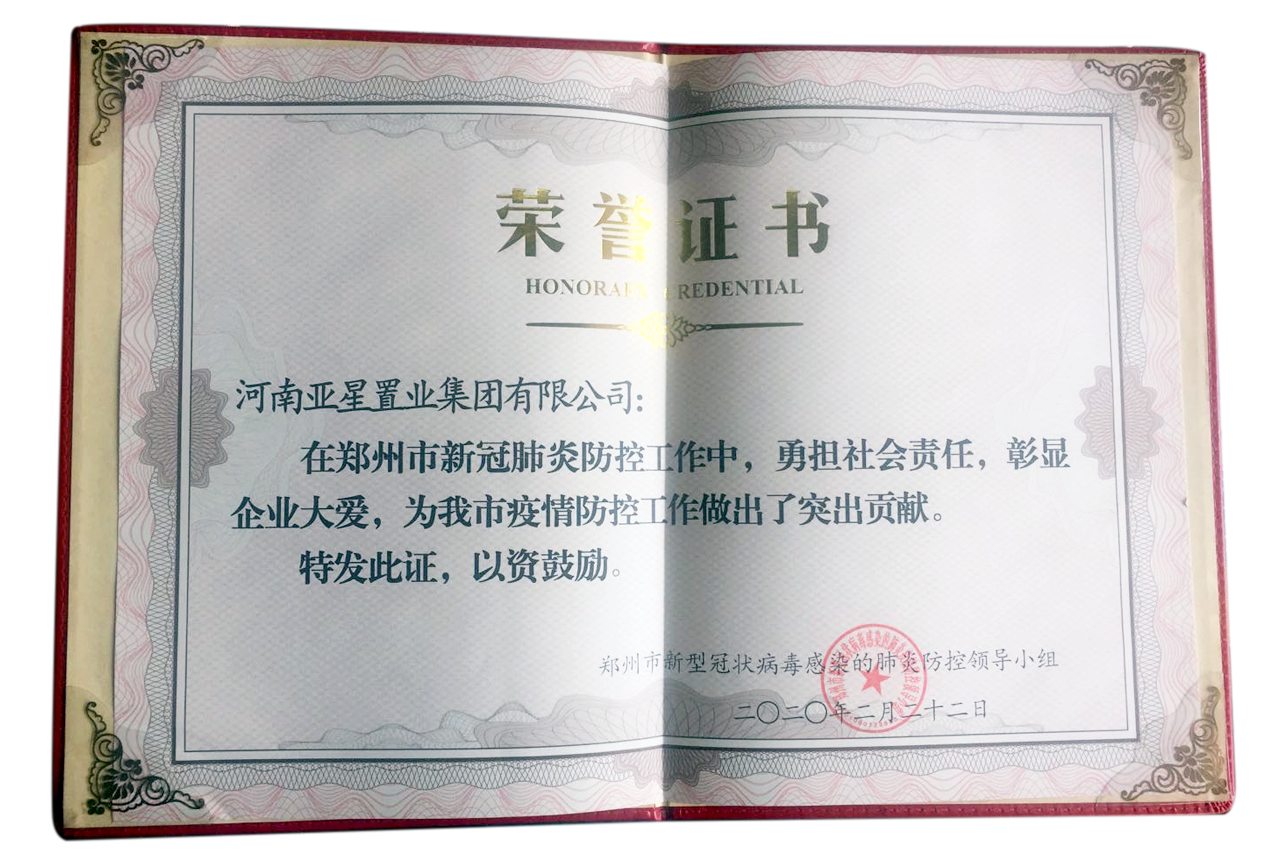 荣誉证书
HONORARY CREDENTIAL
河南亚星置业集团有限公司：
在郑州市新冠肺炎防控工作中，勇担社会责任，彰显
企业大爱，为我市疫情防控工作做出了突出贡献。
特发此证，以资鼓励。
郑州市新型冠状病毒感染的肺炎防控领导小组
二〇二〇年二月二十二日